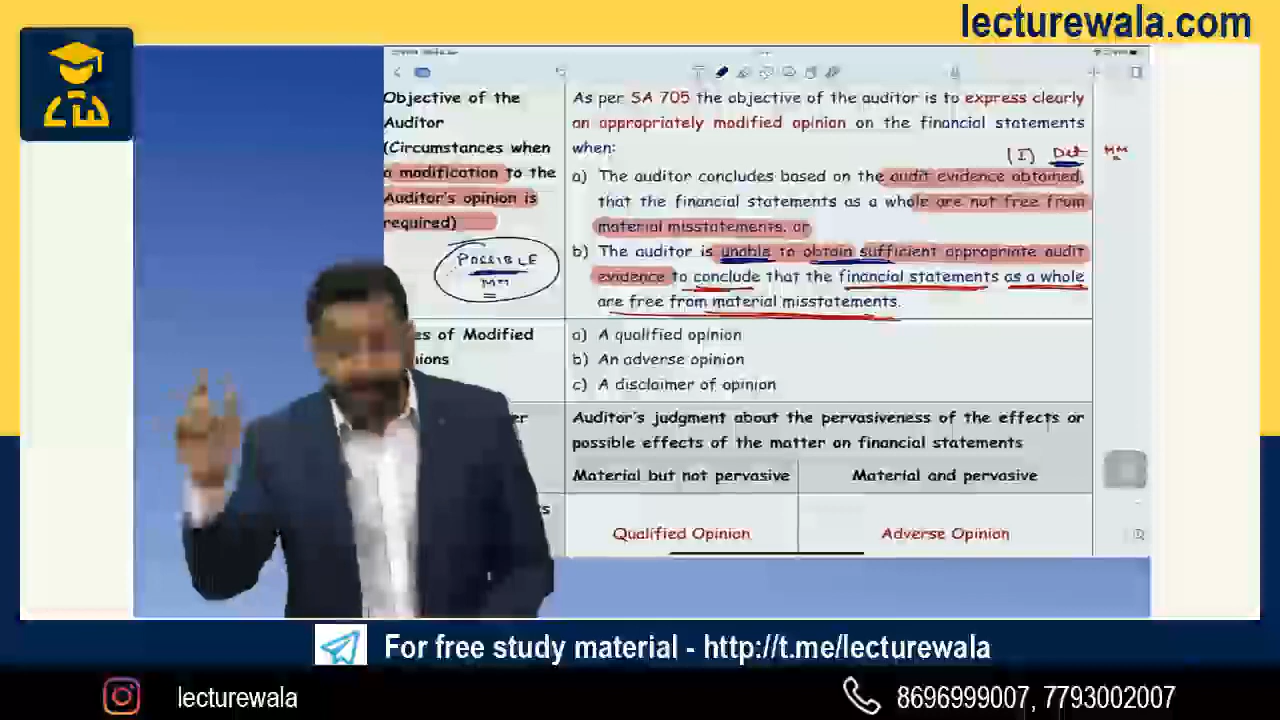 lecturewala.com
Objective of the
Auditor
(Circumstances when
a modification to the
Auditor's opinion is
required)
POSSIBLE
MM
As per SA 705 the objective of the auditor is to express clearly
an appropriately modified opinion on the financial statements
when:
(I) Det MM
a) The auditor concludes based on the audit evidence obtained,
that the financial statements as a whole are not free from
material misstatements, or
b) The auditor is unable to obtain sufficient appropriate audit
evidence to conclude that the financial statements as a whole
are free from material misstatements.
of Modified
a) A qualified opinion
b) An adverse opinion
c) A disclaimer of opinion
Auditor's judgment about the pervasiveness of the effects or
possible effects of the matter on financial statements
Material but not pervasive
Material and pervasive
Qualified Opinion
Adverse Opinion
For free study material - http://t.me/lecturewala
lecturewala
8696999007, 7793002007